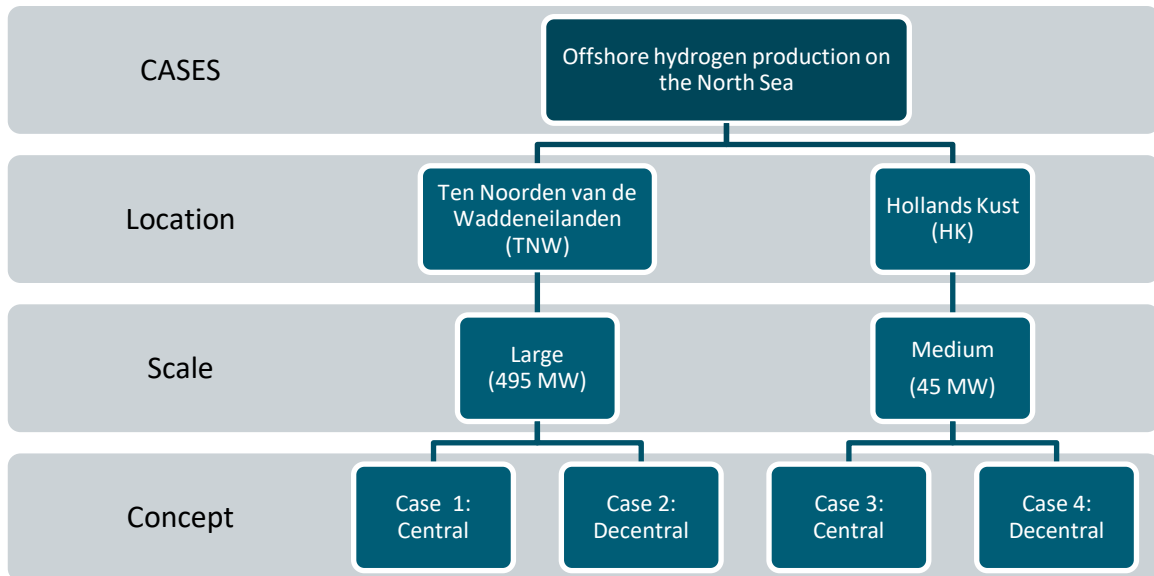 CASES
Offshore hydrogen production on
the North Sea
Location
Ten Noorden van de
Waddeneilanden
(TNW)
Hollands Kust
(HK)
Scale
Large
(495 MW)
Medium
(45 MW)
Concept
Case 1:
Central
Case 2:
Decentral
Case 3:
Central
Case 4:
Decentral